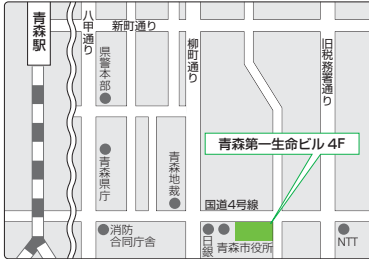 青森駅
八甲通り
新町通り
県警本部
柳町通り
旧税務署通り
青森第一生命ビル 4F
青森県庁
青森地裁
国道4号線
消防
合同庁舎
日銀
青森市役所
NTT